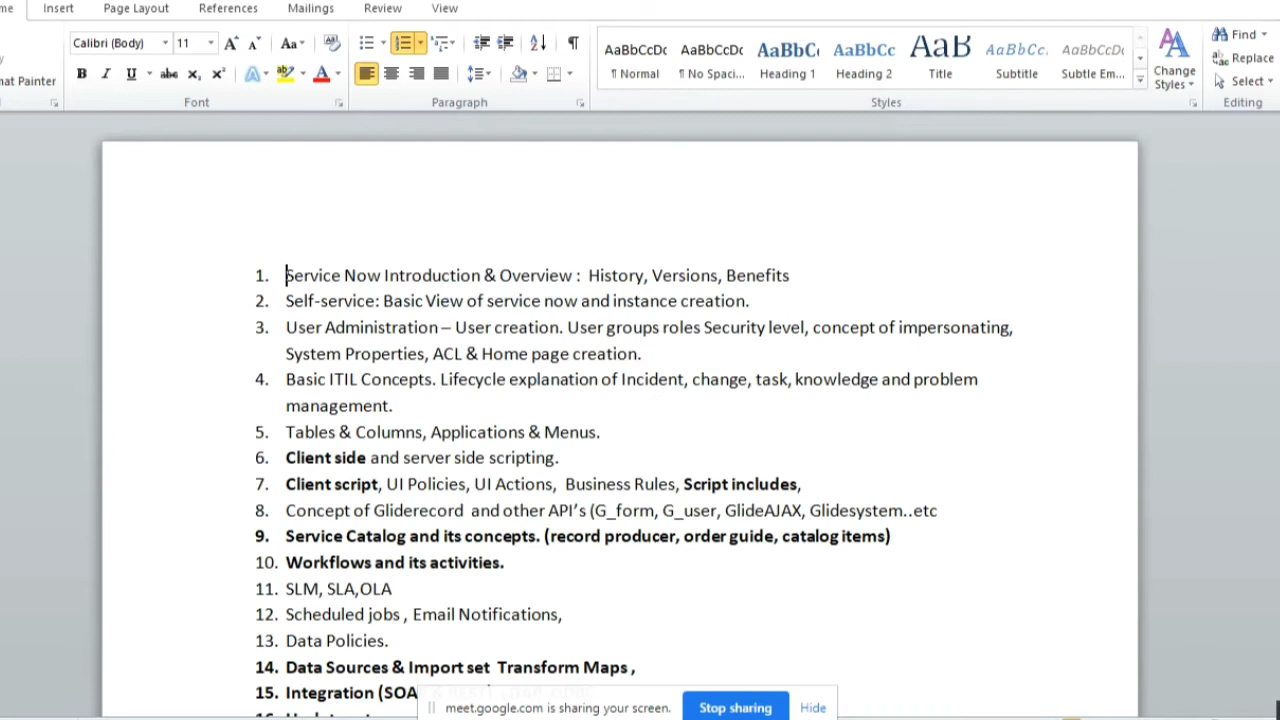 Insert Page Layout References Mailings Review View
Calibri (Body) 11 Aa
Find
AaBbCcDc AaBbCcDc AaBbC AaBbCc AaB AaBbCc. AaBbCcDc
Replace
Painter B I U abc x₂ x² A A
¶ Normal ¶ No Spaci... Heading 1 Heading 2 Title Subtitle Subtle Em...
Change Styles
Select
Font Paragraph Styles Editing
1. Service Now Introduction & Overview : History, Versions, Benefits
2. Self-service: Basic View of service now and instance creation.
3. User Administration – User creation. User groups roles Security level, concept of impersonating,
System Properties, ACL & Home page creation.
4. Basic ITIL Concepts. Lifecycle explanation of Incident, change, task, knowledge and problem
management.
5. Tables & Columns, Applications & Menus.
6. Client side and server side scripting.
7. Client script, UI Policies, UI Actions, Business Rules, Script includes,
8. Concept of Gliderecord and other API’s (G_form, G_user, GlideAJAX, Glidesystem..etc
9. Service Catalog and its concepts. (record producer, order guide, catalog items)
10. Workflows and its activities.
11. SLM, SLA,OLA
12. Scheduled jobs , Email Notifications,
13. Data Policies.
14. Data Sources & Import set Transform Maps ,
15. Integration (SOA
meet.google.com is sharing your screen. Stop sharing Hide